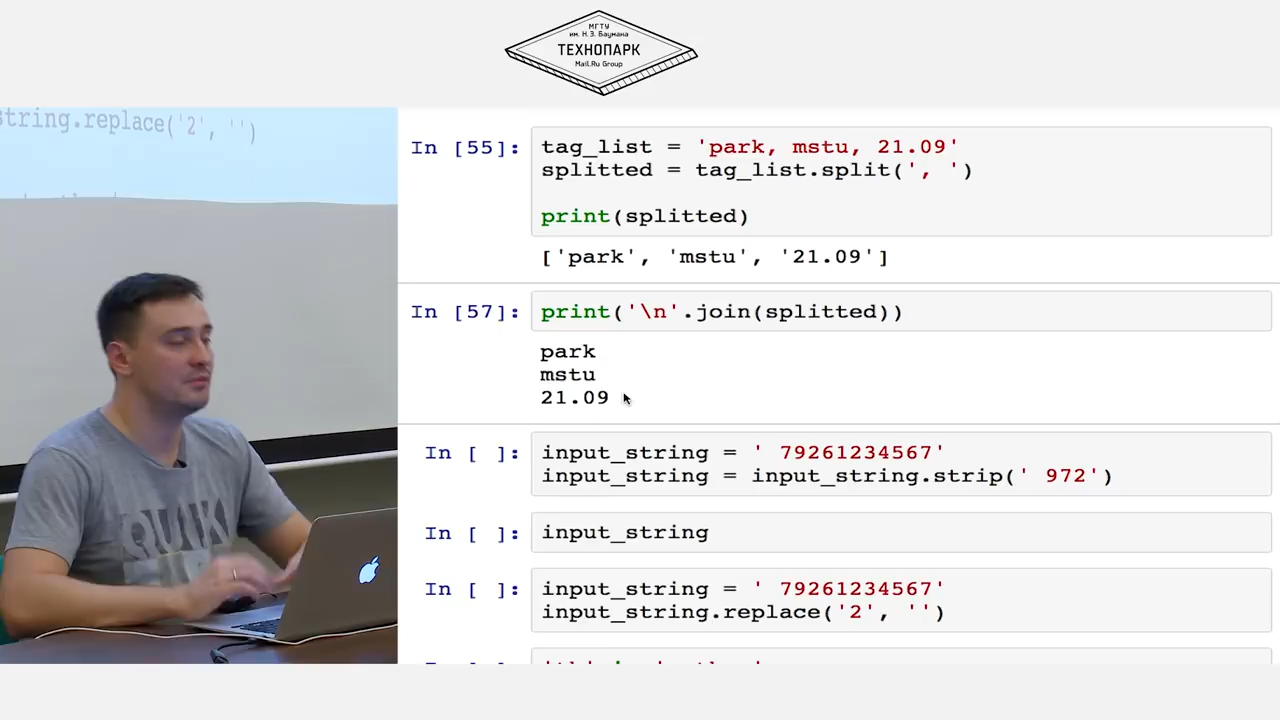 МГТУ
им. Н.Э. Баумана
ТЕХНОПАРК
Mail.Ru Group
string.replace('2', '')
In [55]:
tag_list = 'park, mstu, 21.09'
splitted = tag_list.split(', ')
print(splitted)
['park', 'mstu', '21.09']
In [57]:
print('\n'.join(splitted))
park
mstu
21.09
In [ ]:
input_string = ' 79261234567'
input_string = input_string.strip(' 972')
In [ ]:
input_string
In [ ]:
input_string = ' 79261234567'
input_string.replace('2', '')